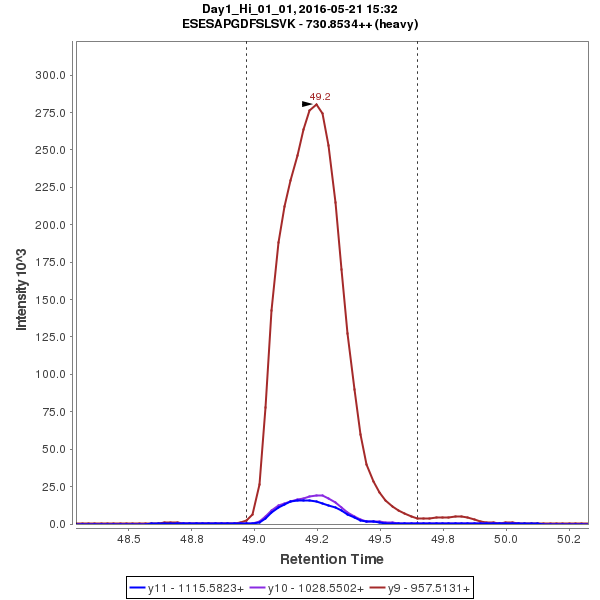 Day1_Hi_01_01, 2016-05-21 15:32
ESESAPGDFSLSVK - 730.8534++ (heavy)
49.2
300.0
275.0
250.0
225.0
200.0
175.0
150.0
125.0
100.0
75.0
50.0
25.0
0.0
Intensity 10^3
48.5 48.8 49.0 49.2 49.5 49.8 50.0 50.2
Retention Time
y11 - 1115.5823+ y10 - 1028.5502+ y9 - 957.5131+